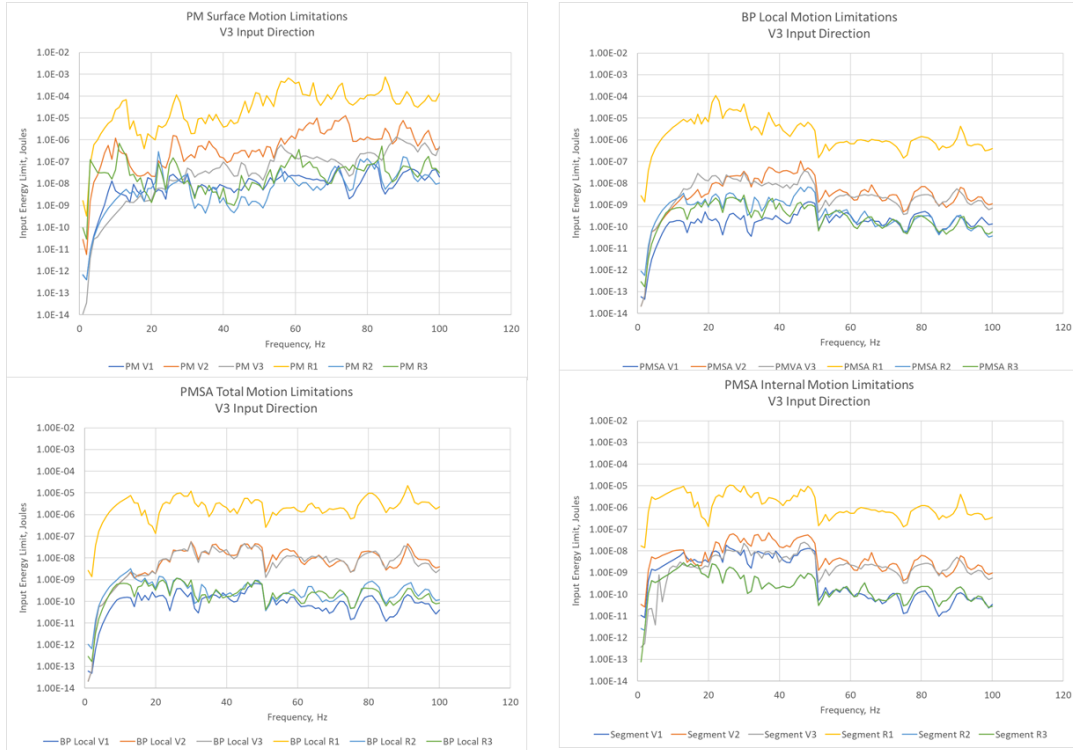 PM Surface Motion Limitations
V3 Input Direction
1.0E-02
1.0E-03
1.0E-04
1.0E-05
1.0E-06
1.0E-07
1.0E-08
1.0E-09
1.0E-10
1.0E-11
1.0E-12
1.0E-13
1.0E-14
Input Energy Limit, Joules
0 20 40 60 80 100 120
Frequency, Hz
PM V1 PM V2 PM V3 PM R1 PM R2 PM R3
BP Local Motion Limitations
V3 Input Direction
1.00E-02
1.00E-03
1.00E-04
1.00E-05
1.00E-06
1.00E-07
1.00E-08
1.00E-09
1.00E-10
1.00E-11
1.00E-12
1.00E-13
1.00E-14
Input Energy Limit, Joules
0 20 40 60 80 100 120
Frequency, Hz
PMSA V1 PMSA V2 PMVA V3 PMSA R1 PMSA R2 PMSA R3
PMSA Total Motion Limitations
V3 Input Direction
1.00E-02
1.00E-03
1.00E-04
1.00E-05
1.00E-06
1.00E-07
1.00E-08
1.00E-09
1.00E-10
1.00E-11
1.00E-12
1.00E-13
1.00E-14
Input Energy Limit, Joules
0 20 40 60 80 100 120
Frequency, Hz
BP Local V1 BP Local V2 BP Local V3 BP Local R1 BP Local R2 BP Local R3
PMSA Internal Motion Limitations
V3 Input Direction
1.00E-02
1.00E-03
1.00E-04
1.00E-05
1.00E-06
1.00E-07
1.00E-08
1.00E-09
1.00E-10
1.00E-11
1.00E-12
1.00E-13
1.00E-14
Input Energy Limit, Joules
0 20 40 60 80 100 120
Frequency, Hz
Segment V1 Segment V2 Segment V3 Segment R1 Segment R2 Segment R3